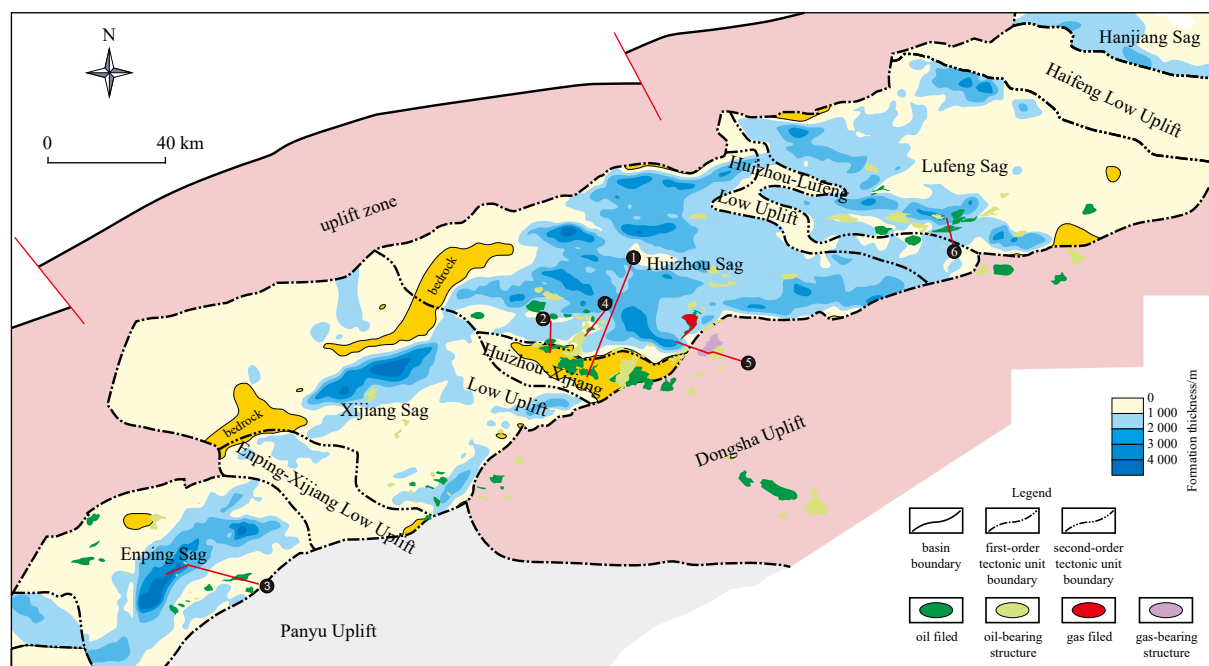 N
0 40 km
uplift zone
Hanjiang Sag
Haifeng Low Uplift
Lufeng Sag
Huizhou-Lufeng
Low Uplift
bedrock
1
Huizhou Sag
6
4
2
5
Huizhou-Xijiang
Low Uplift
Xijiang Sag
bedrock
Dongsha Uplift
Enping-Xijiang Low Uplift
Enping Sag
3
Panyu Uplift
0
1 000
2 000
3 000
4 000
Formation thickness/m
Legend
basin
boundary
first-order
tectonic unit
boundary
second-order
tectonic unit
boundary
oil filed
oil-bearing
structure
gas filed
gas-bearing
structure